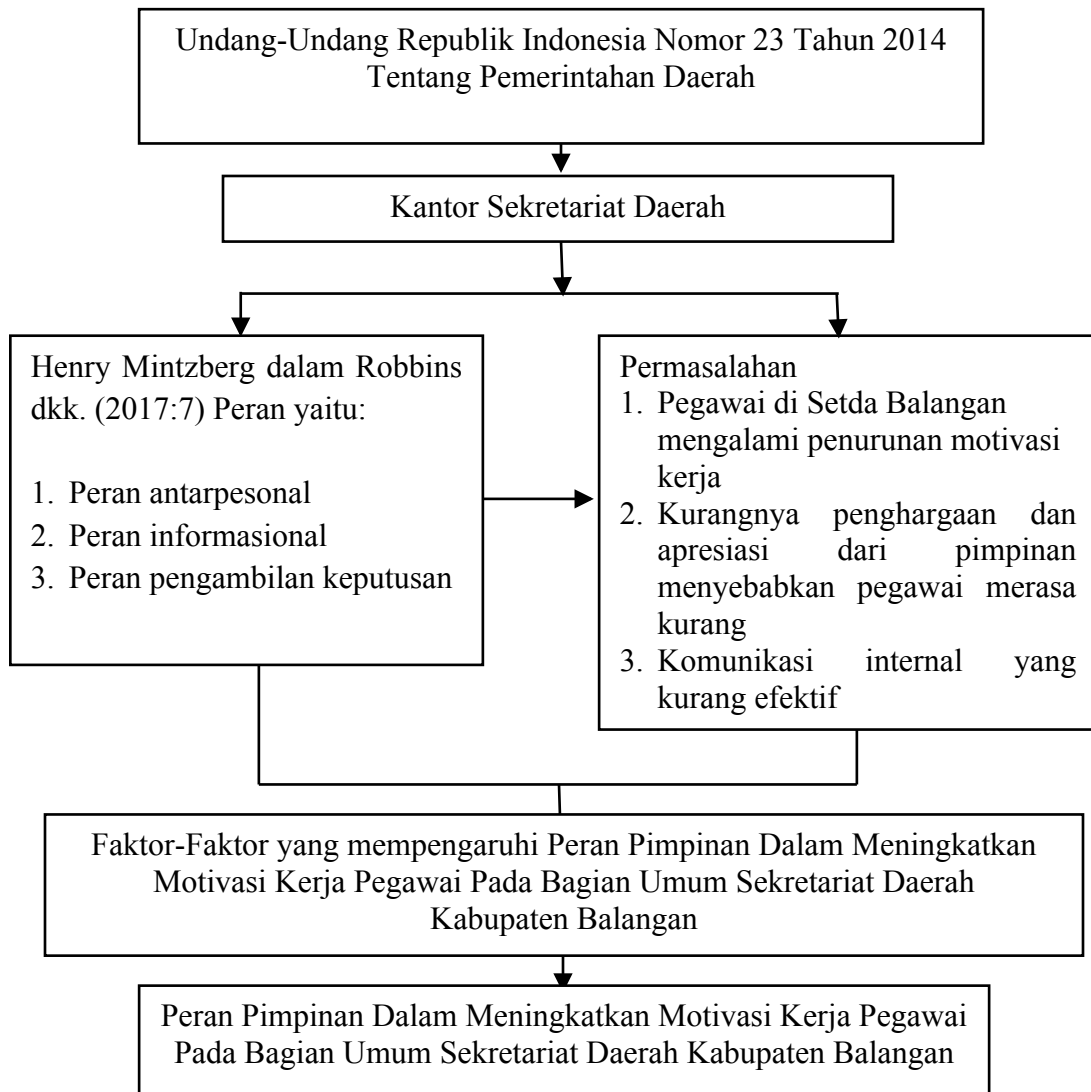 Undang-Undang Republik Indonesia Nomor 23 Tahun 2014
Tentang Pemerintahan Daerah
Kantor Sekretariat Daerah
Henry Mintzberg dalam Robbins
dkk. (2017:7) Peran yaitu:
1. Peran antarpesonal
2. Peran informasional
3. Peran pengambilan keputusan
Permasalahan
1. Pegawai di Setda Balangan
mengalami penurunan motivasi
kerja
2. Kurangnya penghargaan dan
apresiasi dari pimpinan
menyebabkan pegawai merasa
kurang
3. Komunikasi internal yang
kurang efektif
Faktor-Faktor yang mempengaruhi Peran Pimpinan Dalam Meningkatkan
Motivasi Kerja Pegawai Pada Bagian Umum Sekretariat Daerah
Kabupaten Balangan
Peran Pimpinan Dalam Meningkatkan Motivasi Kerja Pegawai
Pada Bagian Umum Sekretariat Daerah Kabupaten Balangan